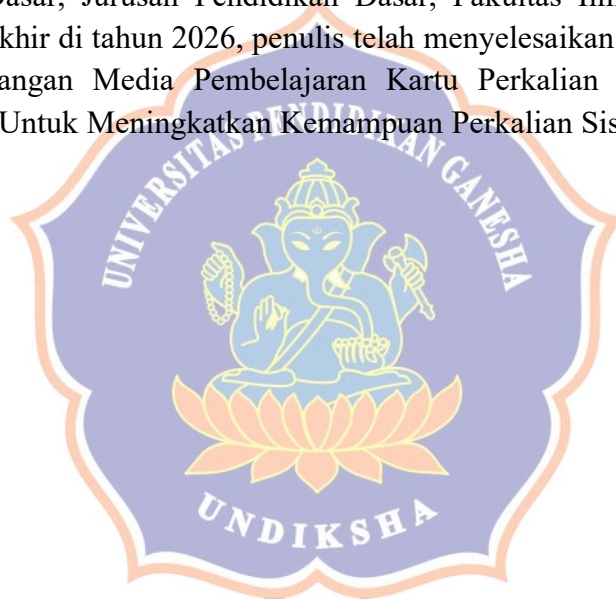 Dasar, Jurusan Pendidikan Dasar, Fakultas
khir di tahun 2026, penulis telah menyelesaikan
angan Media Pembelajaran Kartu Perkalian
Untuk Meningkatkan Kemampuan Perkalian Sis
UNIVERSITAS PENDIDIKAN GANESHA
UNDIKSHA